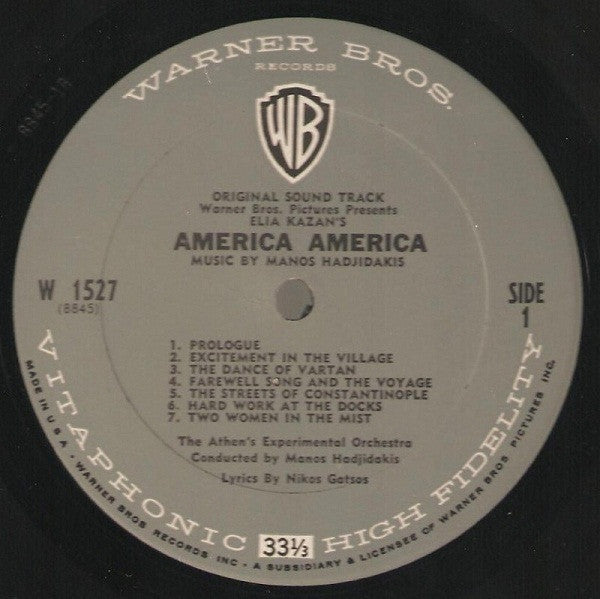 WARNER BROS.
RECORDS
WB
ORIGINAL SOUND TRACK
Warner Bros. Pictures Presents
ELIA KAZAN'S
AMERICA AMERICA
MUSIC BY MANOS HADJIDAKIS
W 1527
(8845)
SIDE
1
1. PROLOGUE
2. EXCITEMENT IN THE VILLAGE
3. THE DANCE OF VARTAN
4. FAREWELL SONG AND THE VOYAGE
5. THE STREETS OF CONSTANTINOPLE
6. HARD WORK AT THE DOCKS
7. TWO WOMEN IN THE MIST
The Athen's Experimental Orchestra
Conducted by Manos Hadjidakis
Lyrics By Nikos Gatsos
VITAPHONIC 33⅓ HIGH FIDELITY
MADE IN U.S.A. WARNER BROS. RECORDS INC. - A SUBSIDIARY & LICENSEE OF WARNER BROS. PICTURES INC.